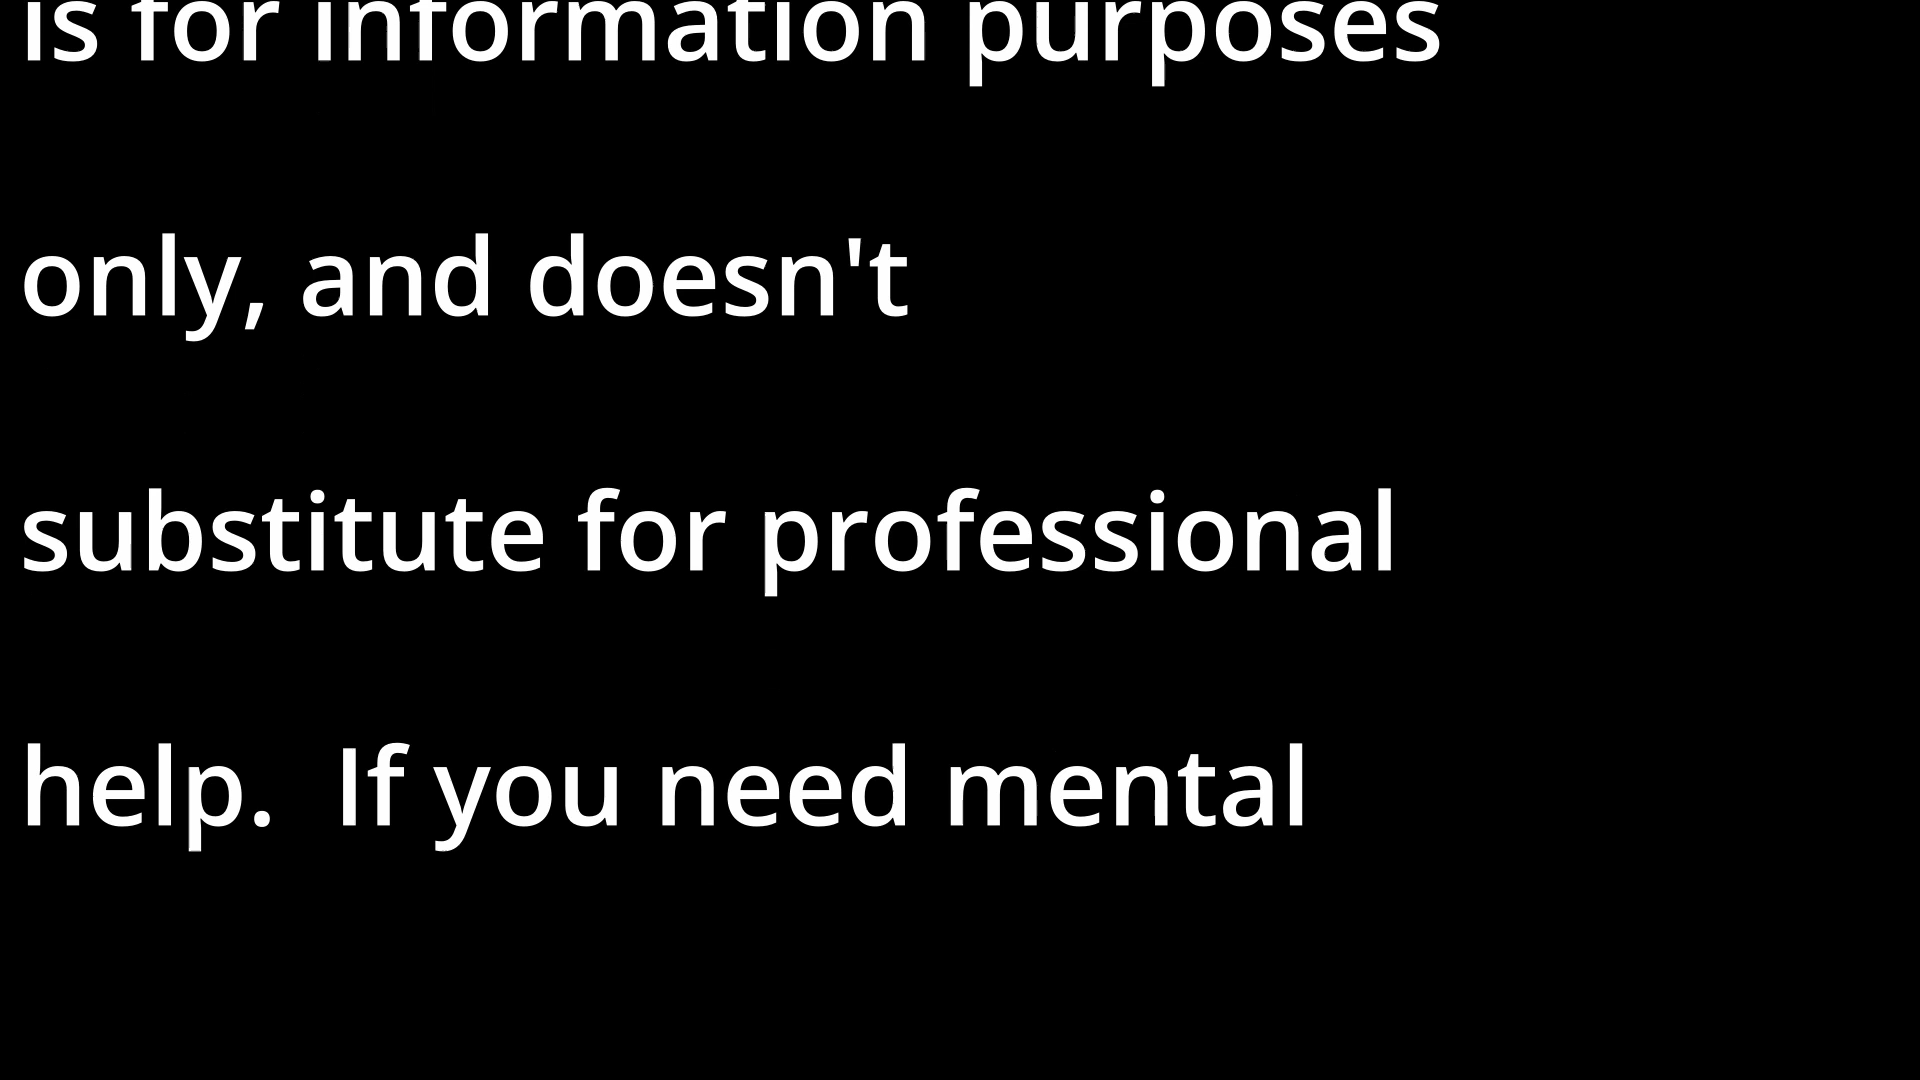 is for information purposes
only, and doesn't
substitute for professional
help.  If you need mental